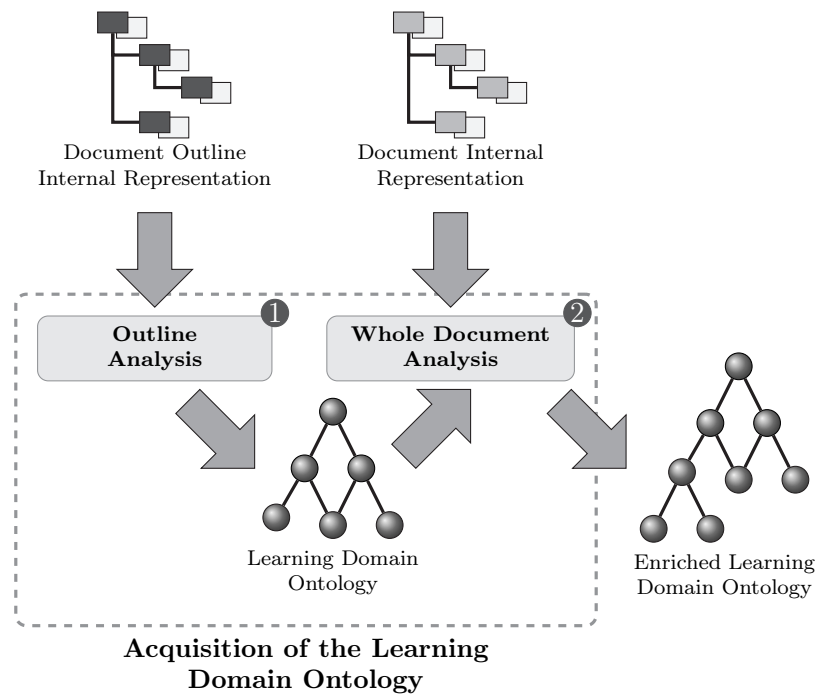 Document Outline
Internal Representation
Document Internal
Representation
1
Outline
Analysis
2
Whole Document
Analysis
Learning Domain
Ontology
Enriched Learning
Domain Ontology
Acquisition of the Learning
Domain Ontology